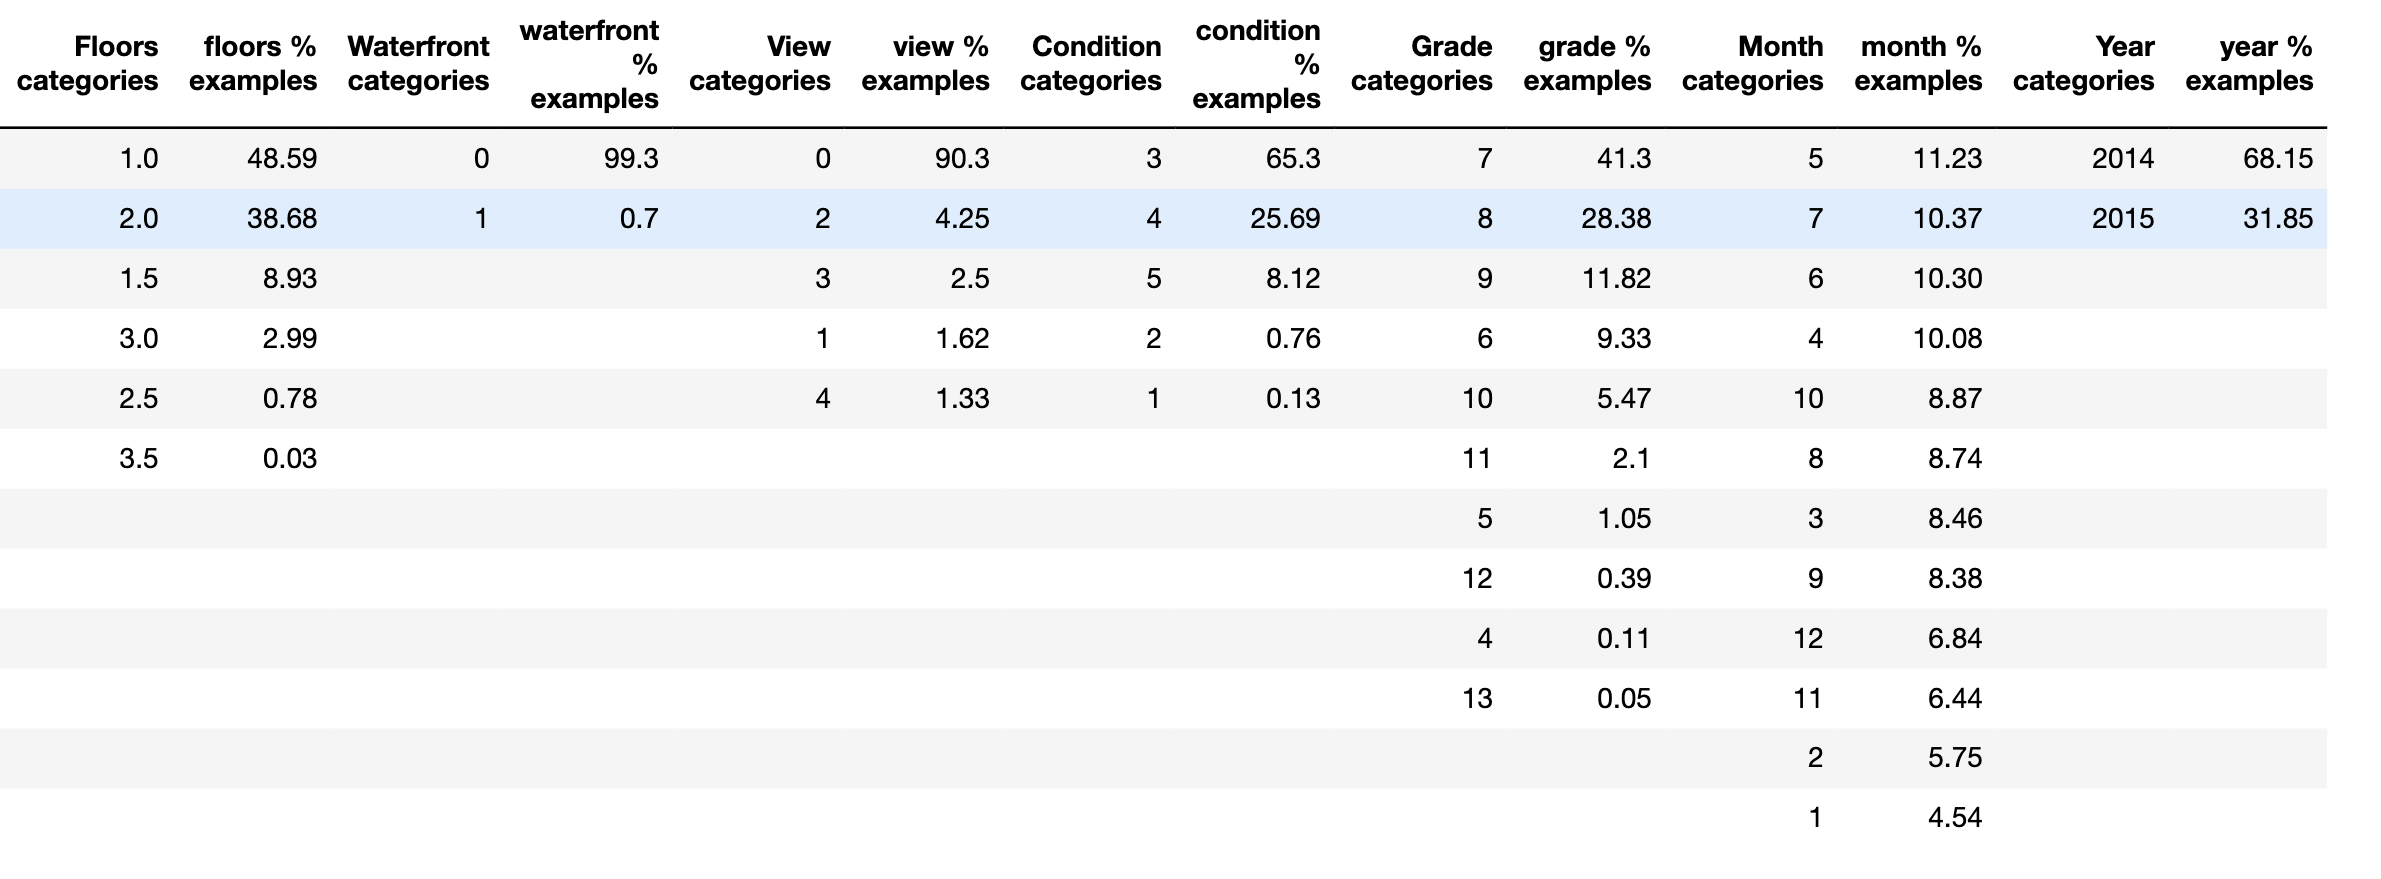 Floors categories floors % examples Waterfront categories waterfront % examples View categories view % examples Condition categories condition % examples Grade categories grade % examples Month categories month % examples Year categories year % examples
1.0 48.59 0 99.3 0 90.3 3 65.3 7 41.3 5 11.23 2014 68.15
2.0 38.68 1 0.7 2 4.25 4 25.69 8 28.38 7 10.37 2015 31.85
1.5 8.93 3 2.5 5 8.12 9 11.82 6 10.30
3.0 2.99 1 1.62 2 0.76 6 9.33 4 10.08
2.5 0.78 4 1.33 1 0.13 10 5.47 10 8.87
3.5 0.03 11 2.1 8 8.74
5 1.05 3 8.46
12 0.39 9 8.38
4 0.11 12 6.84
13 0.05 11 6.44
2 5.75
1 4.54